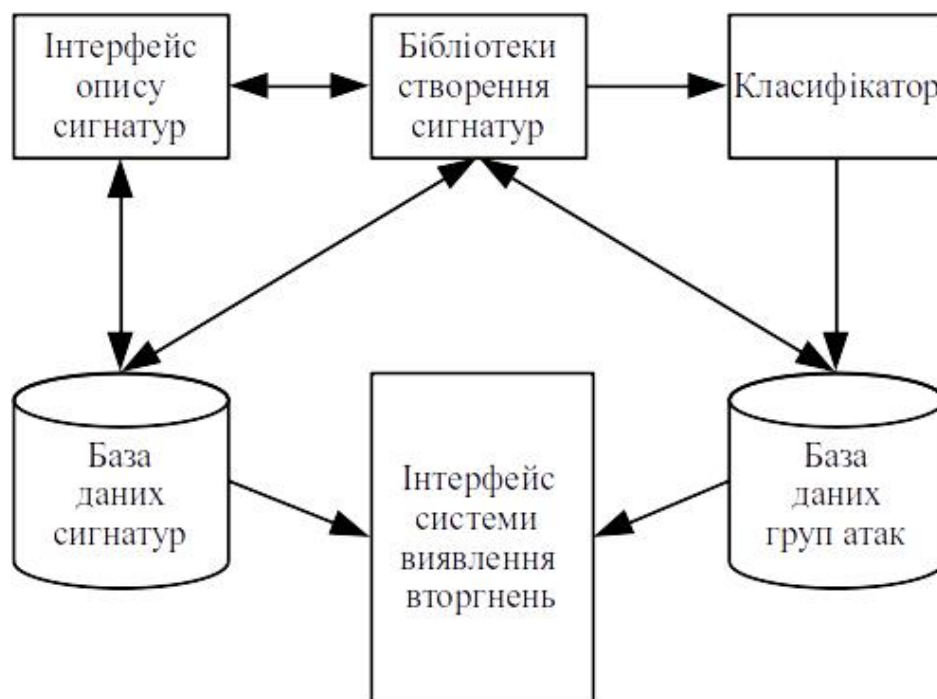 Інтерфейс
опису
сигнатур
Бібліотеки
створення
сигнатур
Класифікатор
База
даних
сигнатур
Інтерфейс
системи
виявлення
вторгнень
База
даних
груп атак